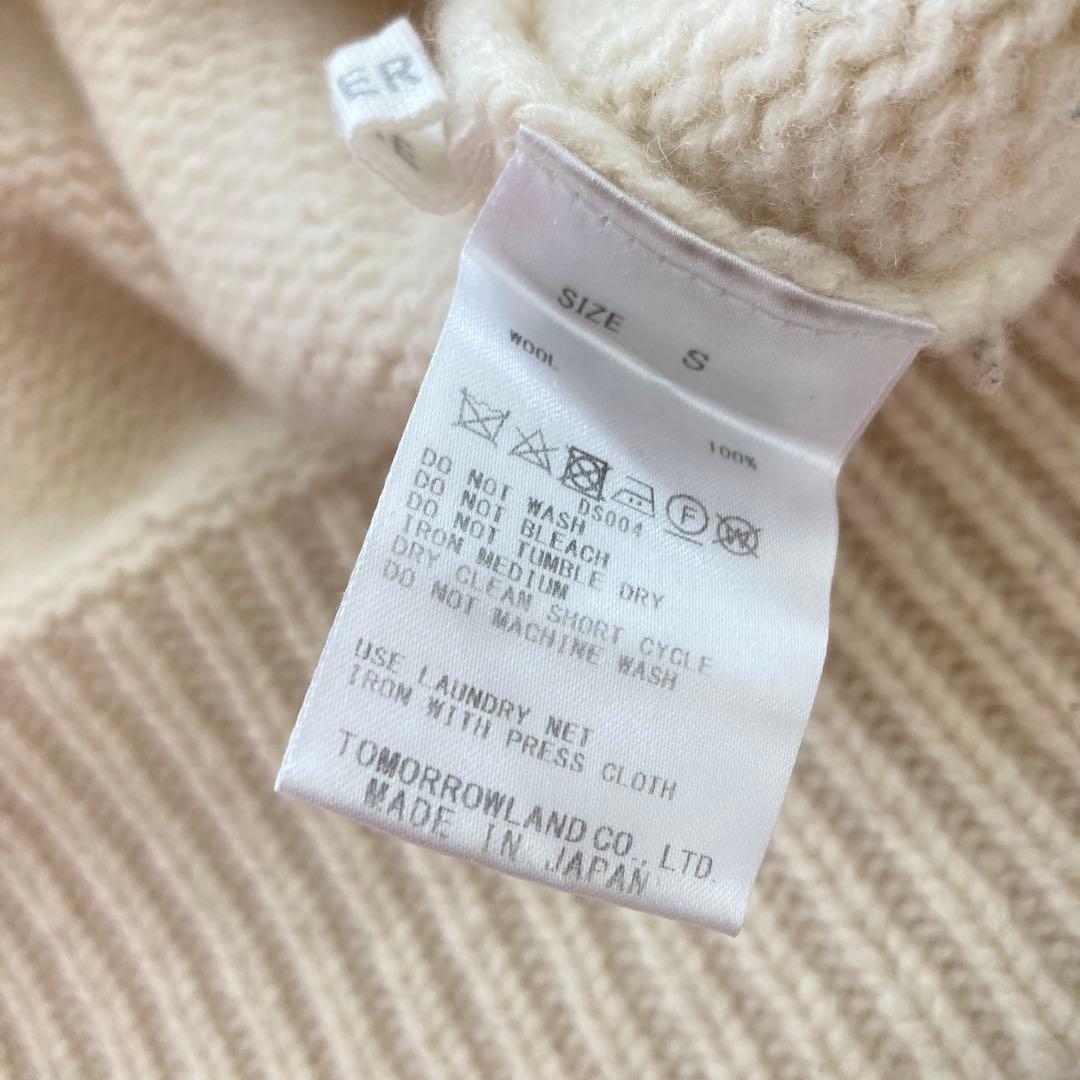 ER
E
SIZE S
WOOL 100%
F W
DS004
DO NOT WASH
DO NOT BLEACH
DO NOT TUMBLE DRY
IRON MEDIUM
DRY CLEAN SHORT CYCLE
DO NOT MACHINE WASH
USE LAUNDRY NET
IRON WITH PRESS CLOTH
TOMORROWLAND CO., LTD.
MADE IN JAPAN